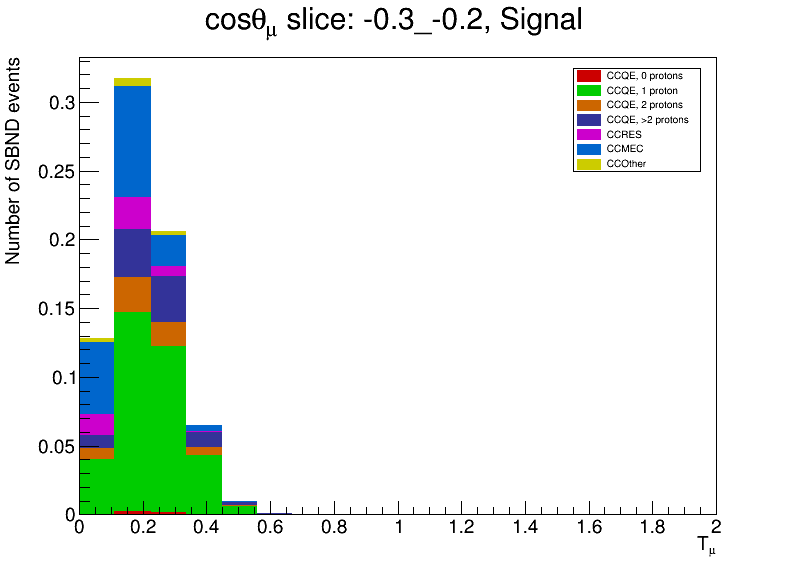 cosθμ slice: -0.3_-0.2, Signal
Number of SBND events
CCQE, 0 protons
CCQE, 1 proton
CCQE, 2 protons
CCQE, >2 protons
CCRES
CCMEC
CCOther
0.3
0.25
0.2
0.15
0.1
0.05
0
0 0.2 0.4 0.6 0.8 1 1.2 1.4 1.6 1.8 2
Tμ